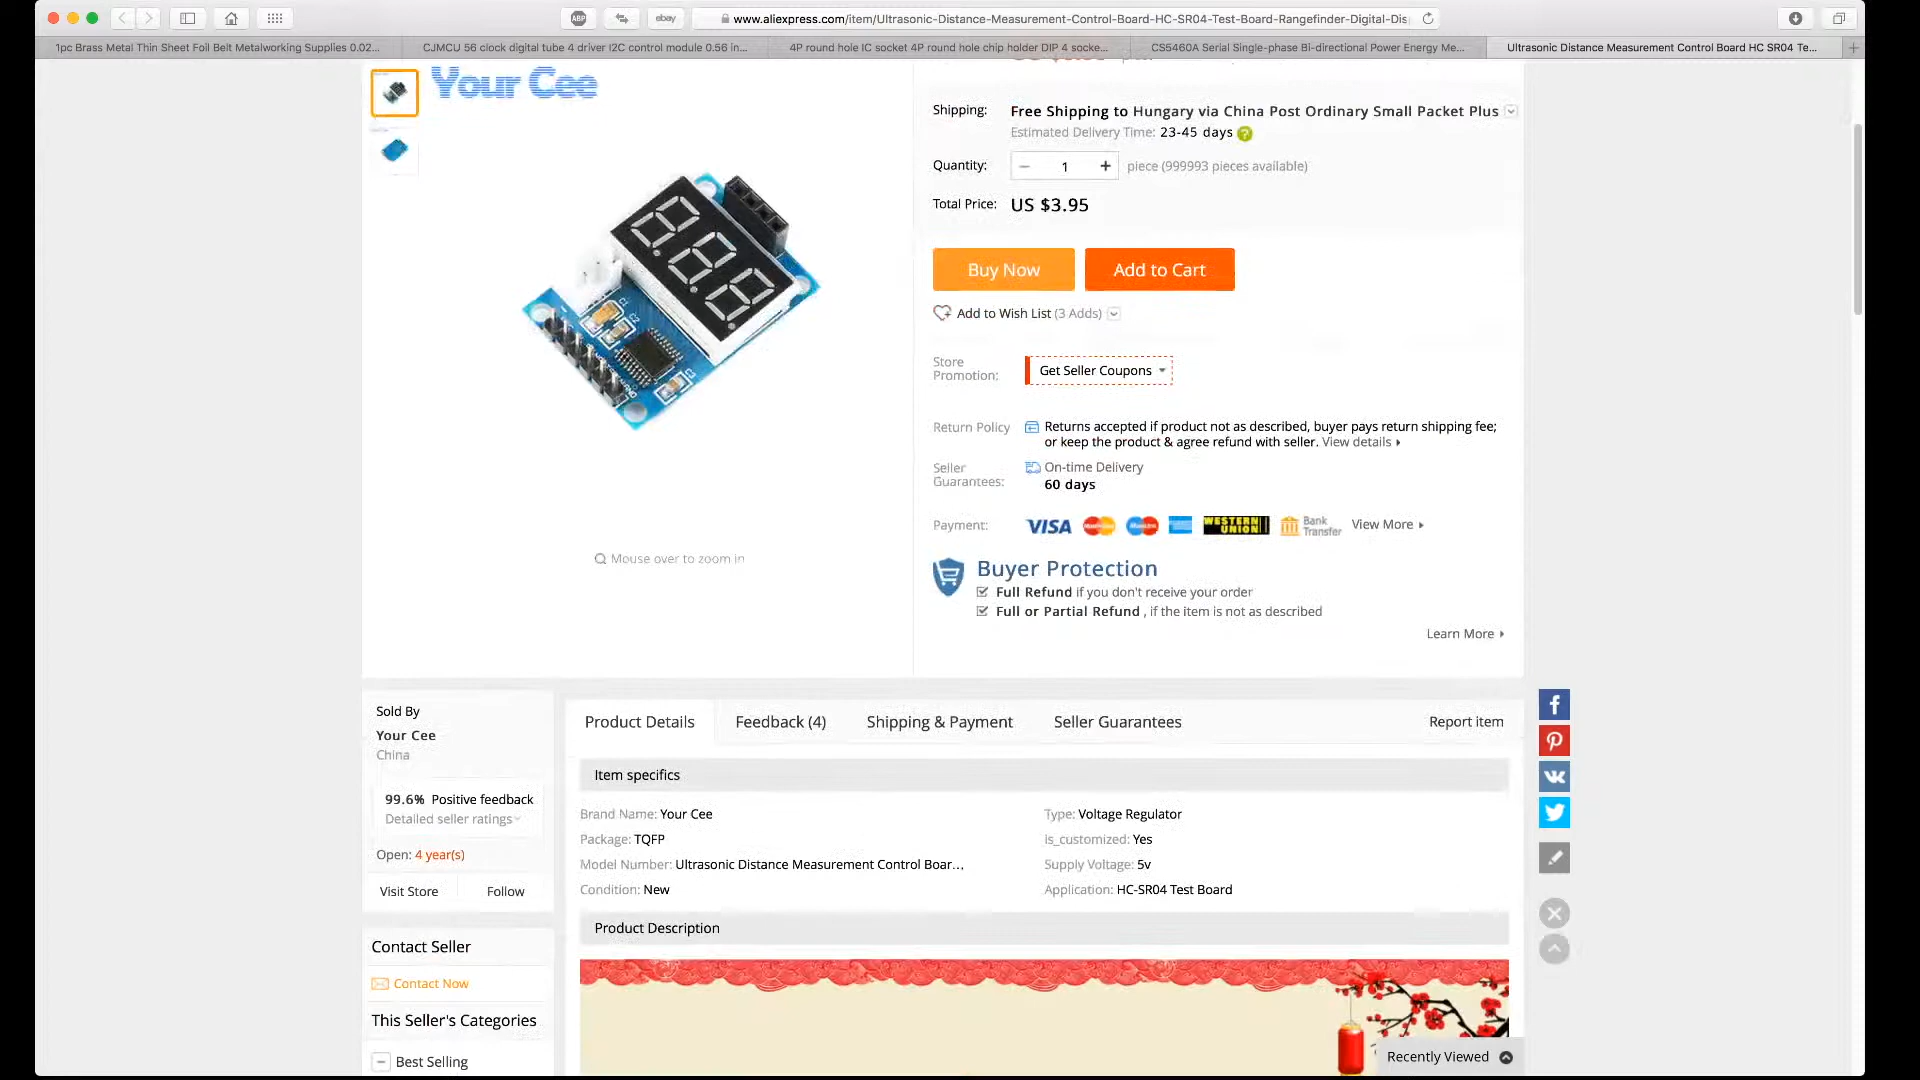 ABP
ebay
www.aliexpress.com/item/Ultrasonic-Distance-Measurement-Control-Board-HC-SR04-Test-Board-Rangefinder-Digital-Dis
1pc Brass Metal Thin Sheet Foil Belt Metalworking Supplies 0.02...
CJMCU 56 clock digital tube 4 driver I2C control module 0.56 in...
4P round hole IC socket 4P round hole chip holder DIP 4 socke...
CS5460A Serial Single-phase Bi-directional Power Energy Me...
Ultrasonic Distance Measurement Control Board HC SR04 Te...
Your Cee
Shipping: Free Shipping to Hungary via China Post Ordinary Small Packet Plus
Estimated Delivery Time: 23-45 days ?
Quantity: − 1 + piece (999993 pieces available)
Total Price: US $3.95
Buy Now
Add to Cart
Add to Wish List (3 Adds)
Store
Promotion:
Get Seller Coupons
Return Policy
Returns accepted if product not as described, buyer pays return shipping fee;
or keep the product & agree refund with seller. View details
Seller
Guarantees:
On-time Delivery
60 days
Payment: VISA MasterCard Maestro WESTERN UNION Bank Transfer View More
Buyer Protection
Full Refund if you don't receive your order
Full or Partial Refund , if the item is not as described
Learn More
C1
C2
C3
8.8.8.
Mouse over to zoom in
Sold By
Your Cee
China
99.6% Positive feedback
Detailed seller ratings
Open: 4 year(s)
Visit Store
Follow
Contact Seller
Contact Now
This Seller's Categories
Best Selling
Product Details
Feedback (4)
Shipping & Payment
Seller Guarantees
Report item
Item specifics
Brand Name: Your Cee
Type: Voltage Regulator
Package: TQFP
is_customized: Yes
Model Number: Ultrasonic Distance Measurement Control Boar...
Supply Voltage: 5v
Condition: New
Application: HC-SR04 Test Board
Product Description
Recently Viewed